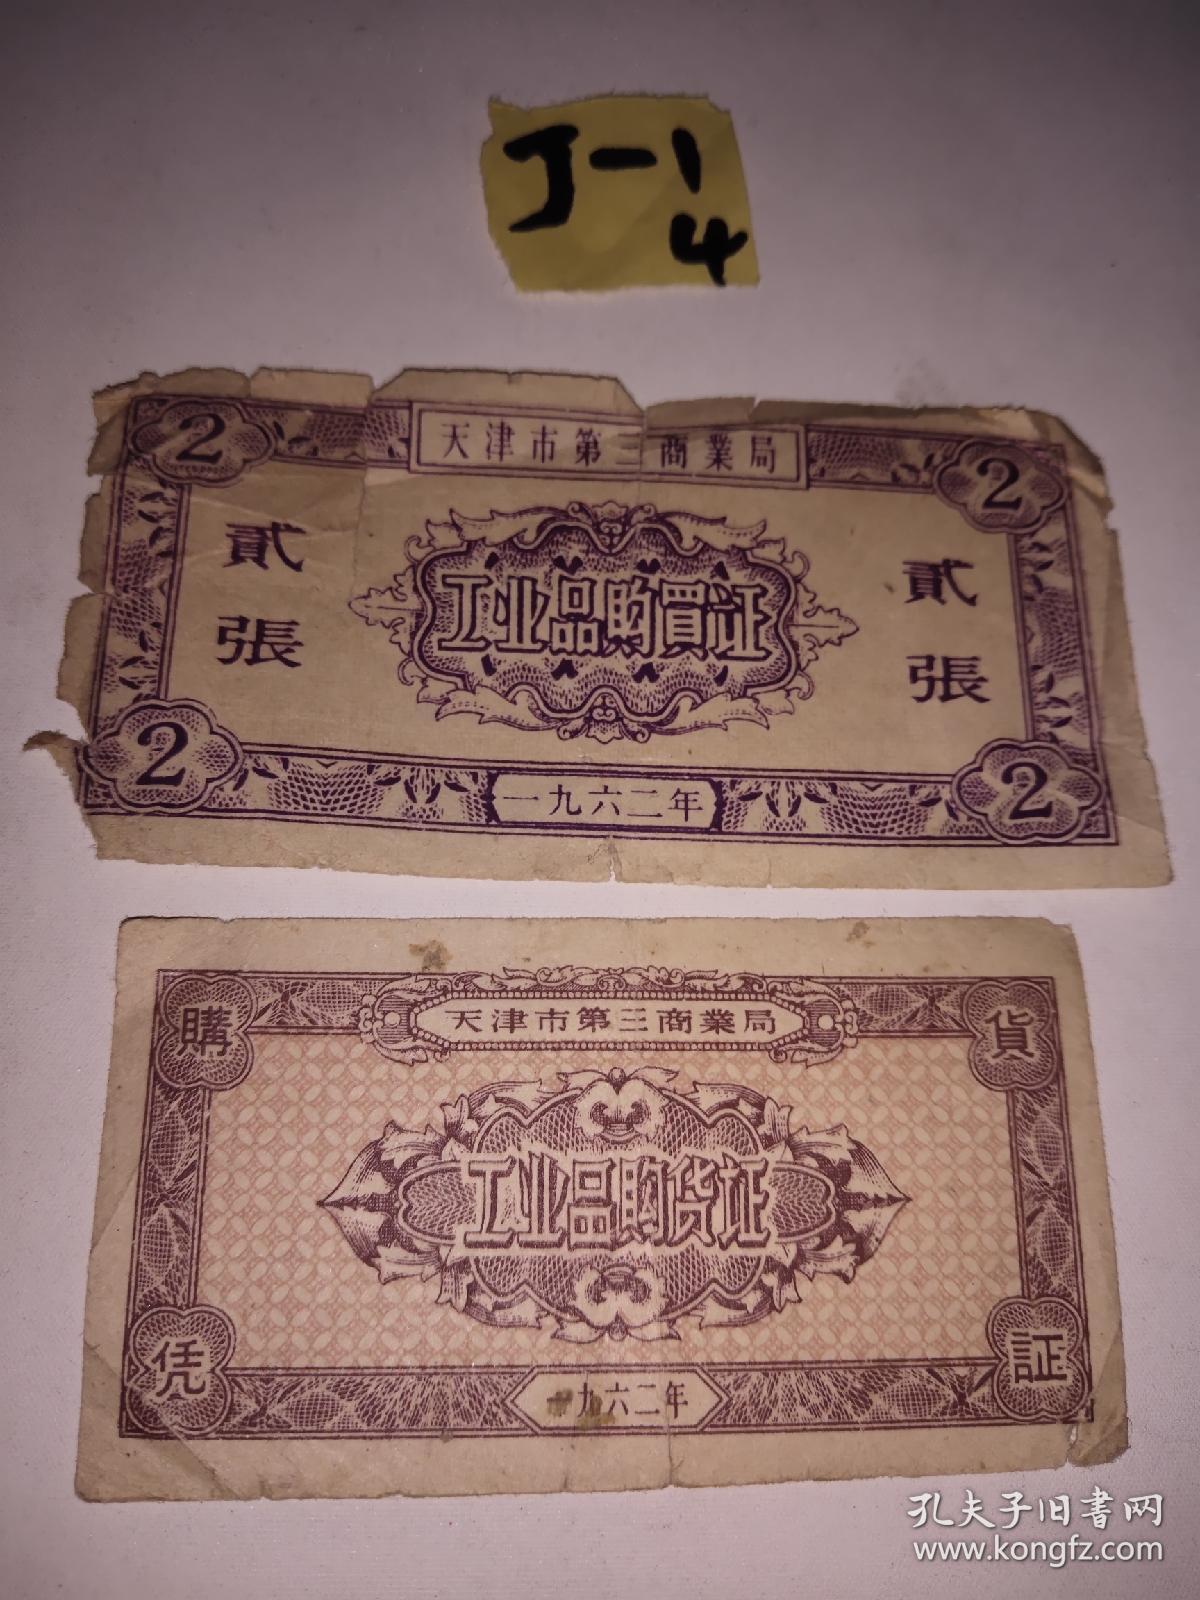 J-1
4
2
天津市第三商業局
2
貳張
工业品购買证
貳張
2
一九六二年
2
購
天津市第三商業局
貨
工业品购货证
凭
一九六二年
証
孔夫子旧書网
www.kongfz.com